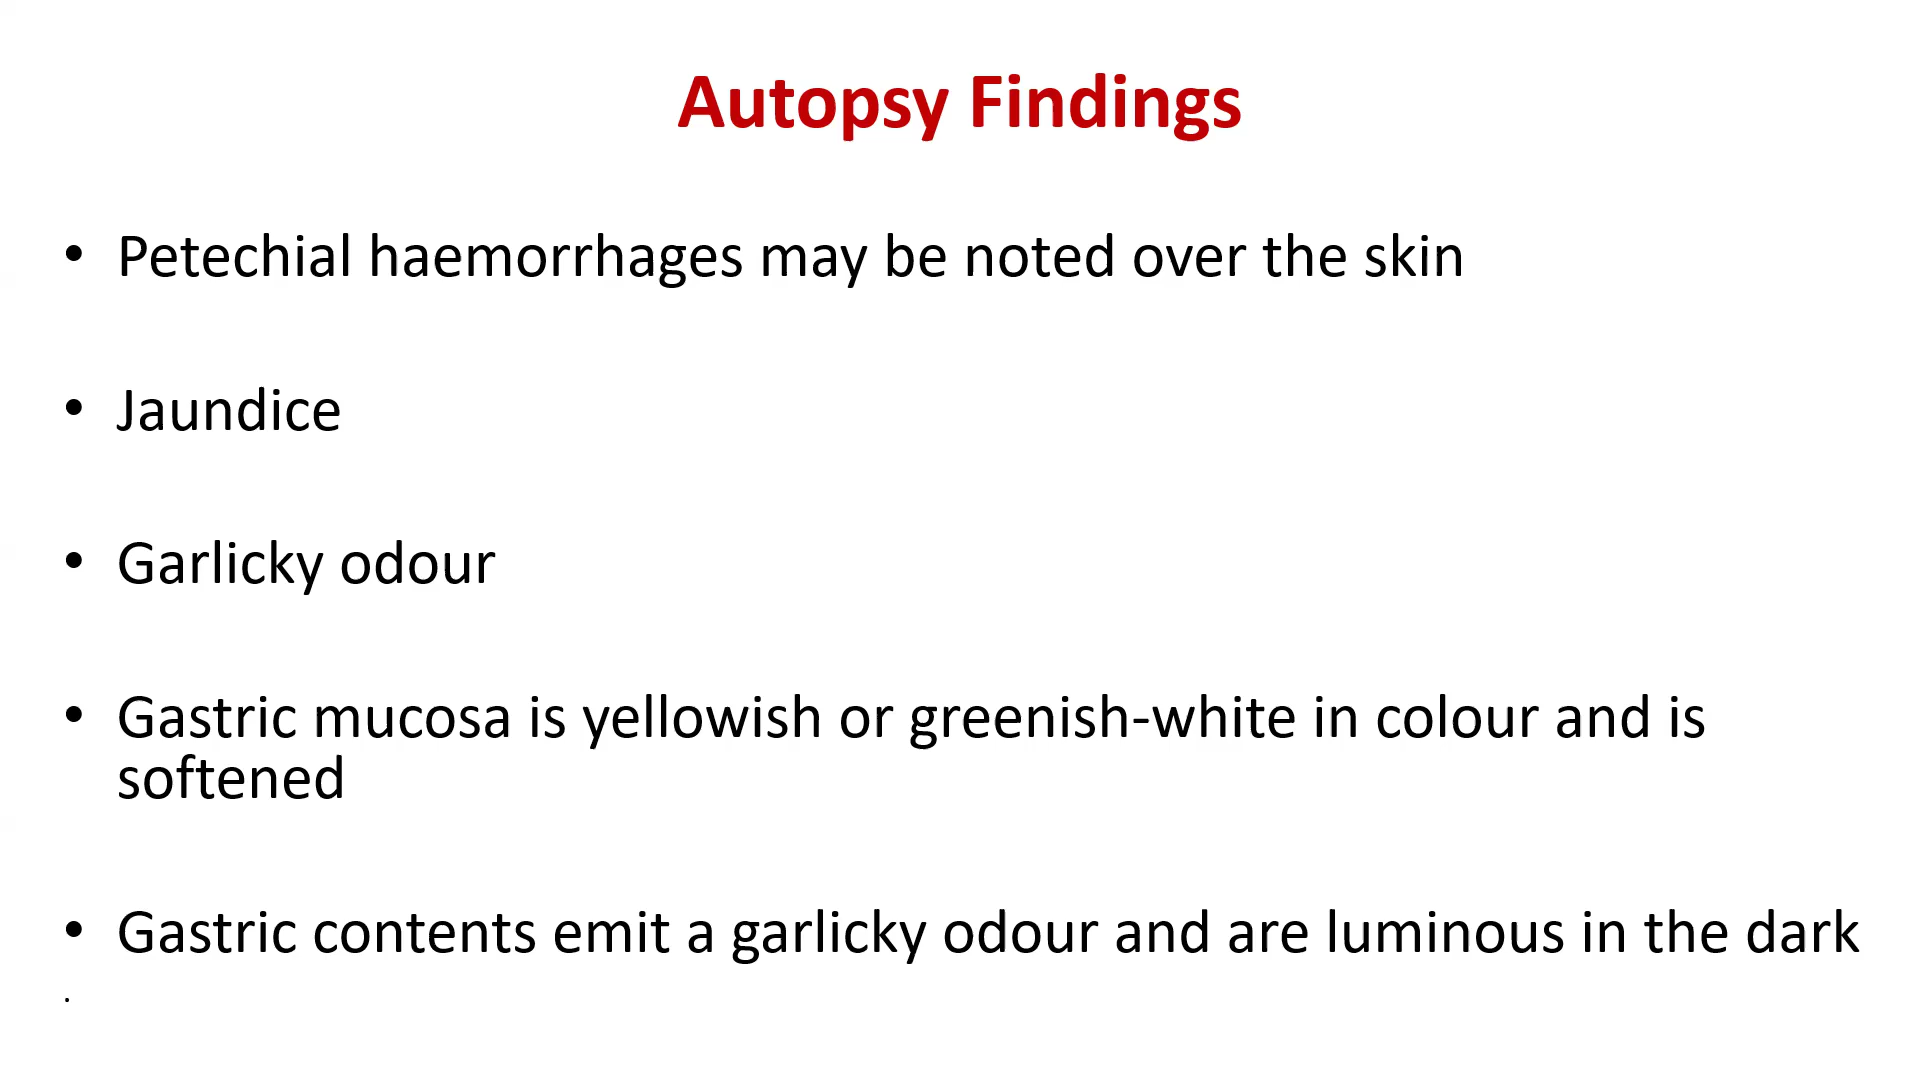 Autopsy Findings
• Petechial haemorrhages may be noted over the skin
• Jaundice
• Garlicky odour
• Gastric mucosa is yellowish or greenish-white in colour and is
softened
• Gastric contents emit a garlicky odour and are luminous in the dark
.